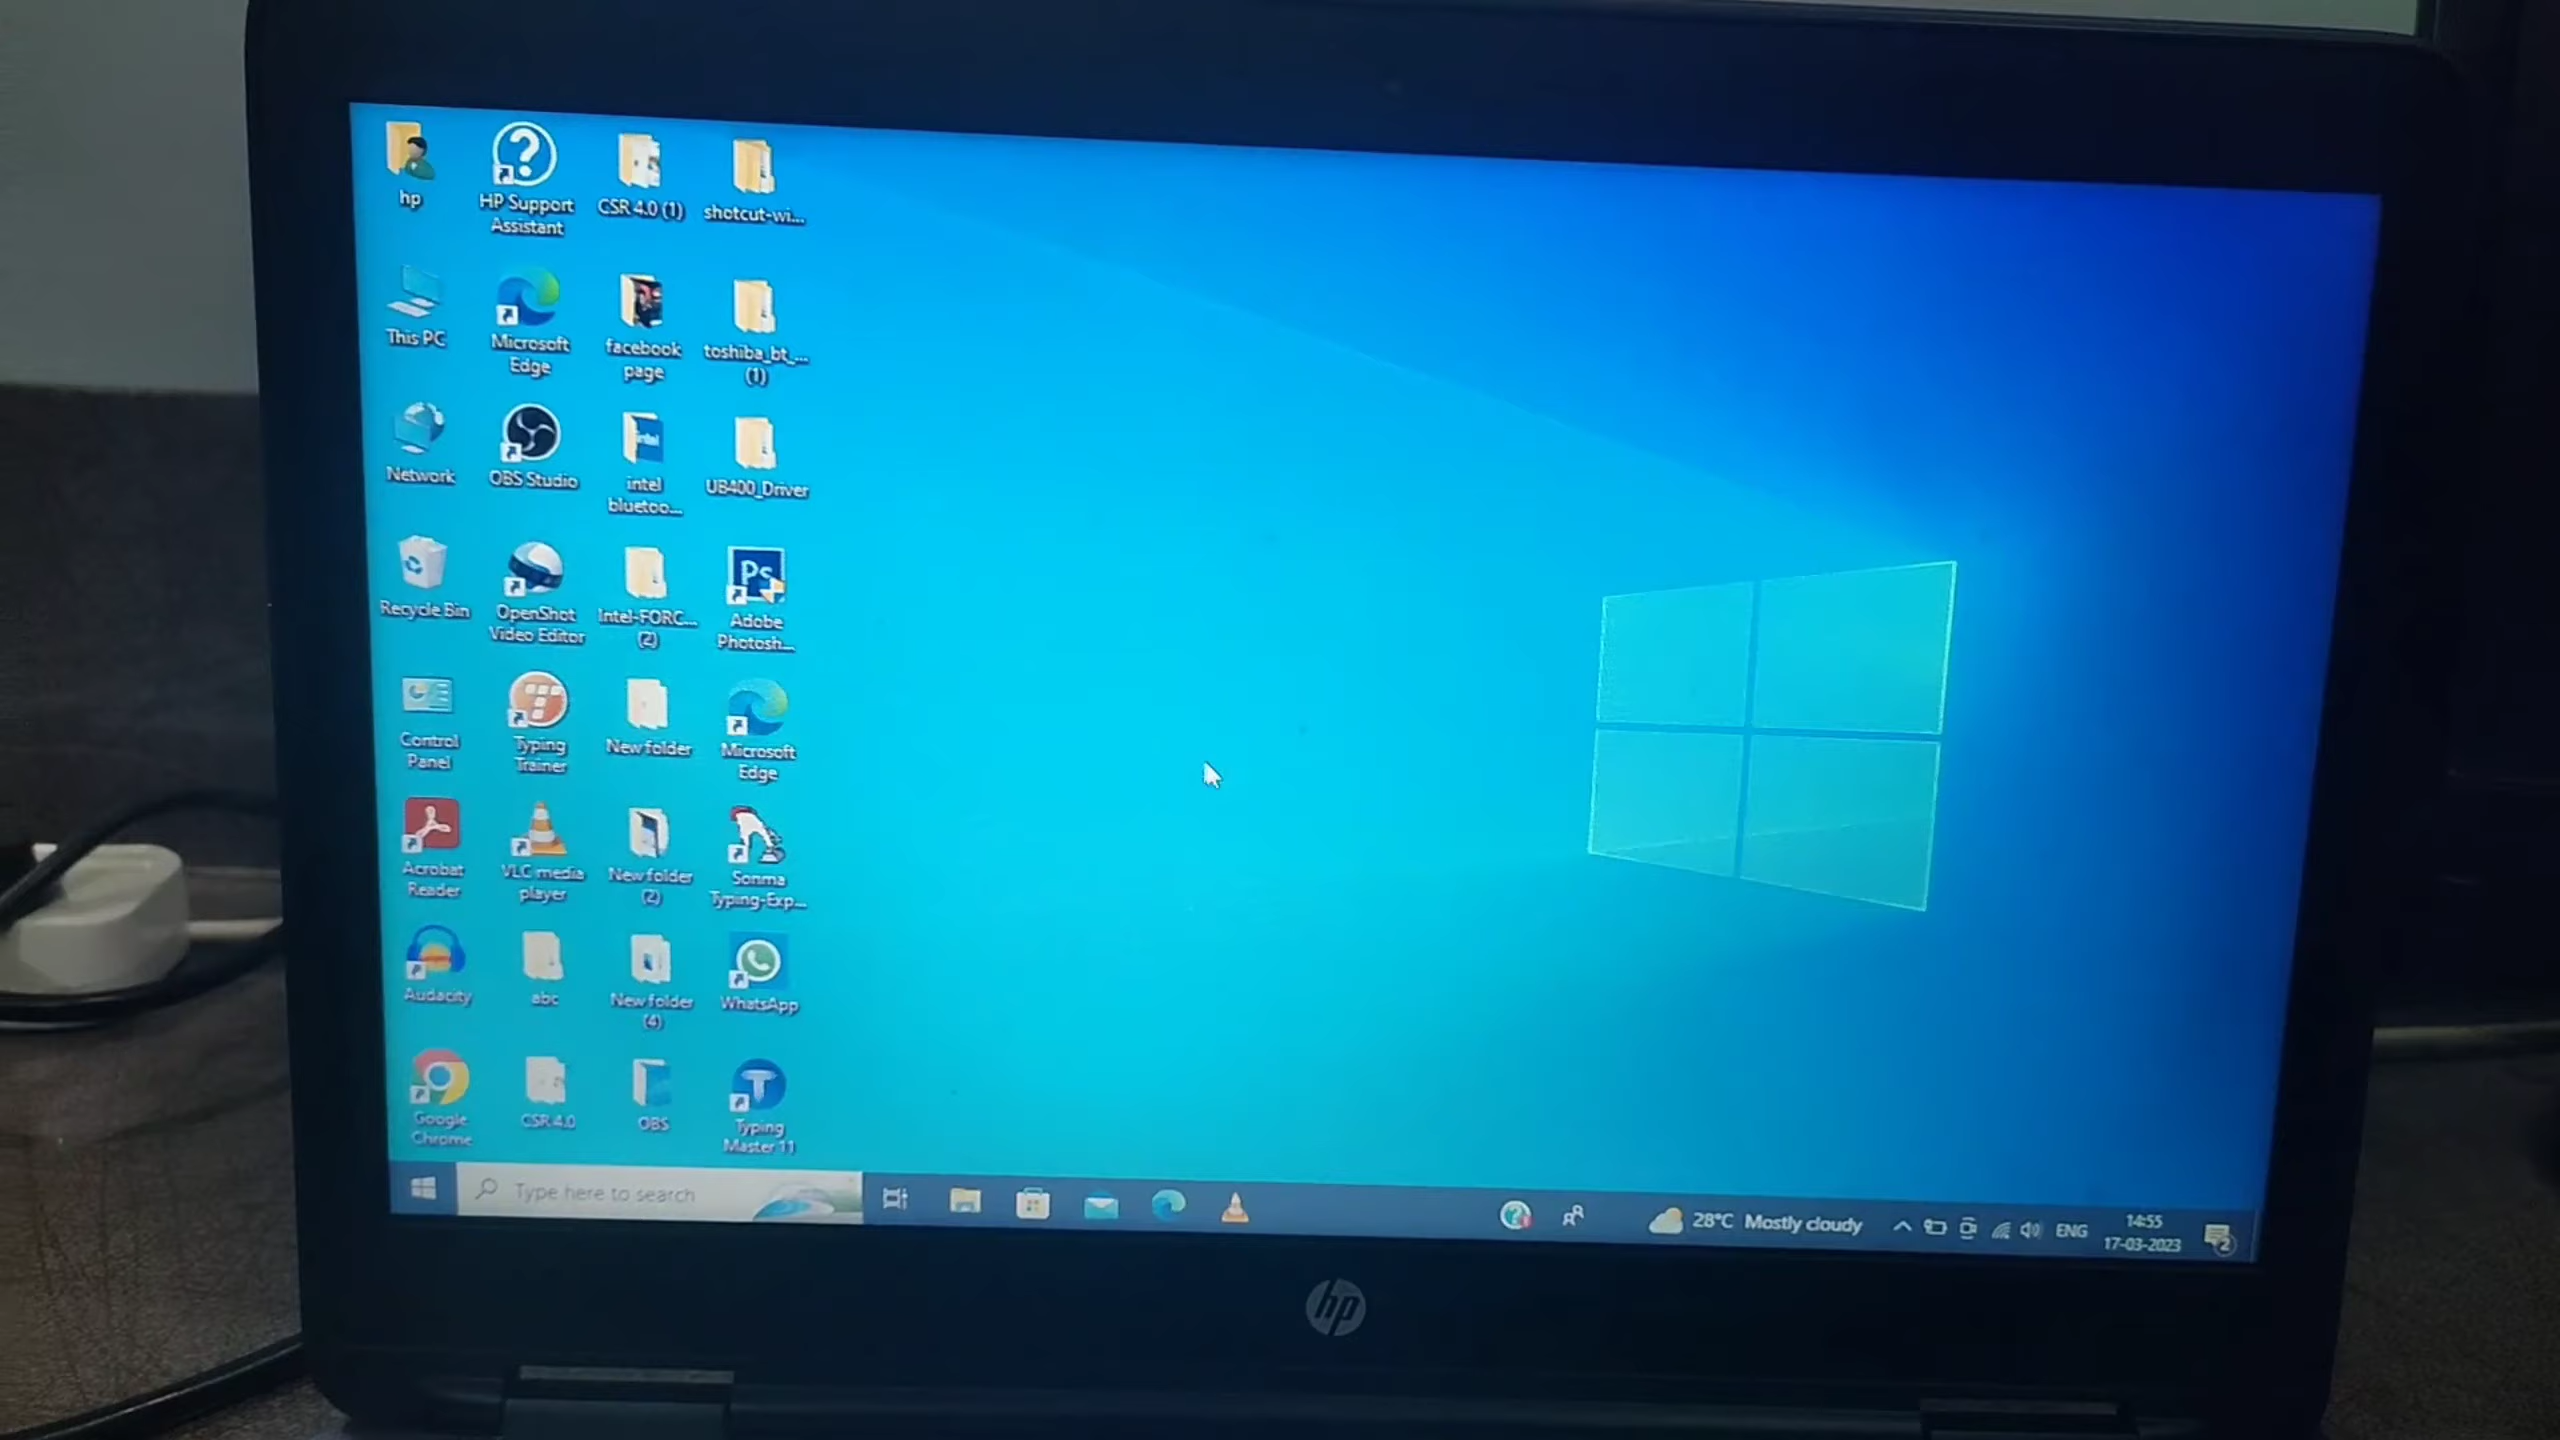 hp
HP Support
Assistant
CSR 4.0 (1)
shotcut-wi...
This PC
Microsoft
Edge
facebook
page
toshiba_bt_...
(1)
Network
OBS Studio
intel
intel
bluetoo...
UB400_Driver
Recycle Bin
OpenShot
Video Editor
Intel-FORC...
(2)
Ps
Adobe
Photosh...
Control
Panel
Typing
Trainer
New folder
Microsoft
Edge
Acrobat
Reader
VLC media
player
New folder
(2)
Sonma
Typing-Exp...
Audacity
abc
New folder
(4)
WhatsApp
Google
Chrome
CSR 4.0
OBS
T
Typing
Master 11
Type here to search
28°C Mostly cloudy
ENG
14:55
17-03-2023
2
hp